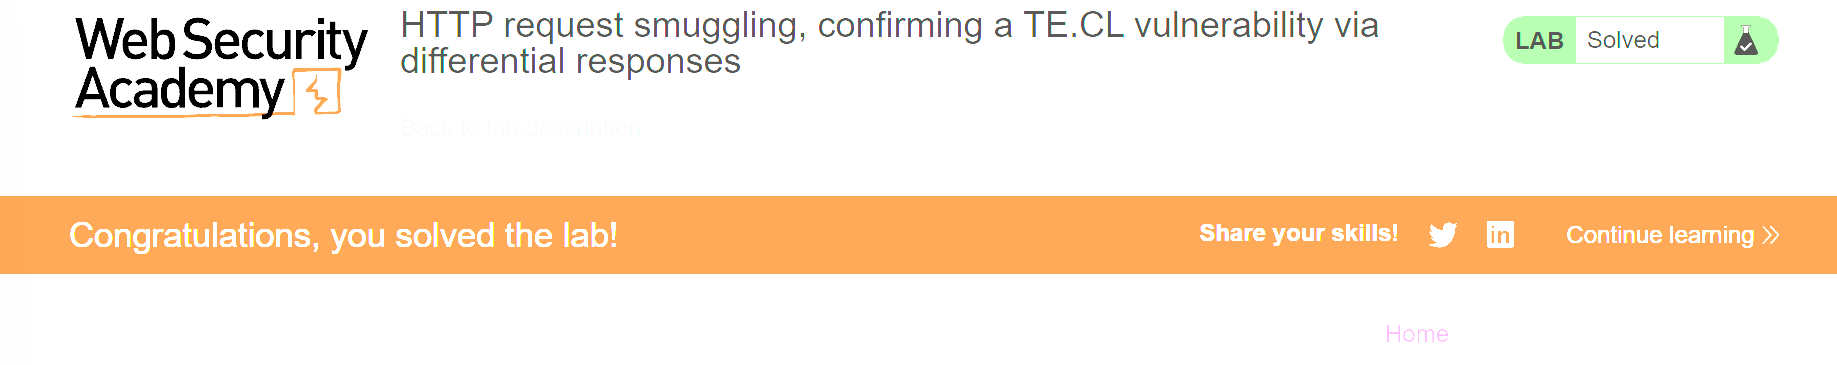 Web Security
Academy
HTTP request smuggling, confirming a TE.CL vulnerability via
differential responses
LAB Solved
Back to lab description
Congratulations, you solved the lab!
Share your skills!
in
Continue learning
Home